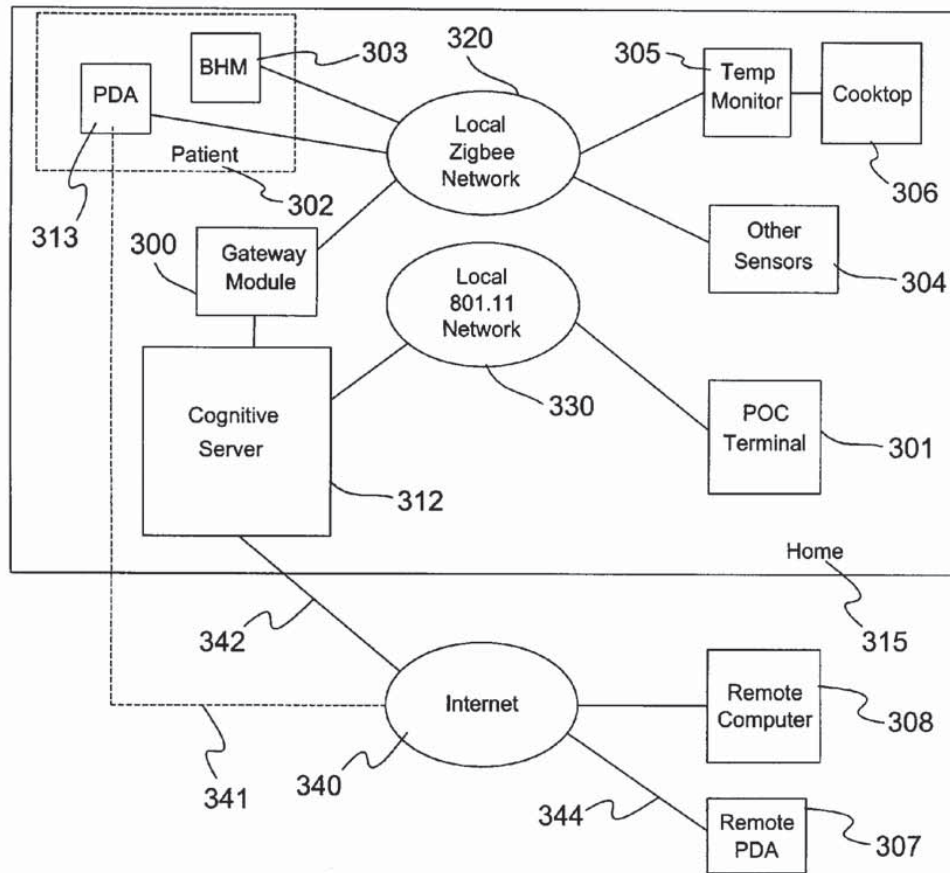 BHM
303
320
305
Temp
Monitor
Cooktop
PDA
Local
Zigbee
Network
Patient
302
306
313
300
Gateway
Module
Other
Sensors
304
Local
801.11
Network
330
Cognitive
Server
POC
Terminal
301
312
Home
315
342
Internet
Remote
Computer
308
340
341
344
Remote
PDA
307